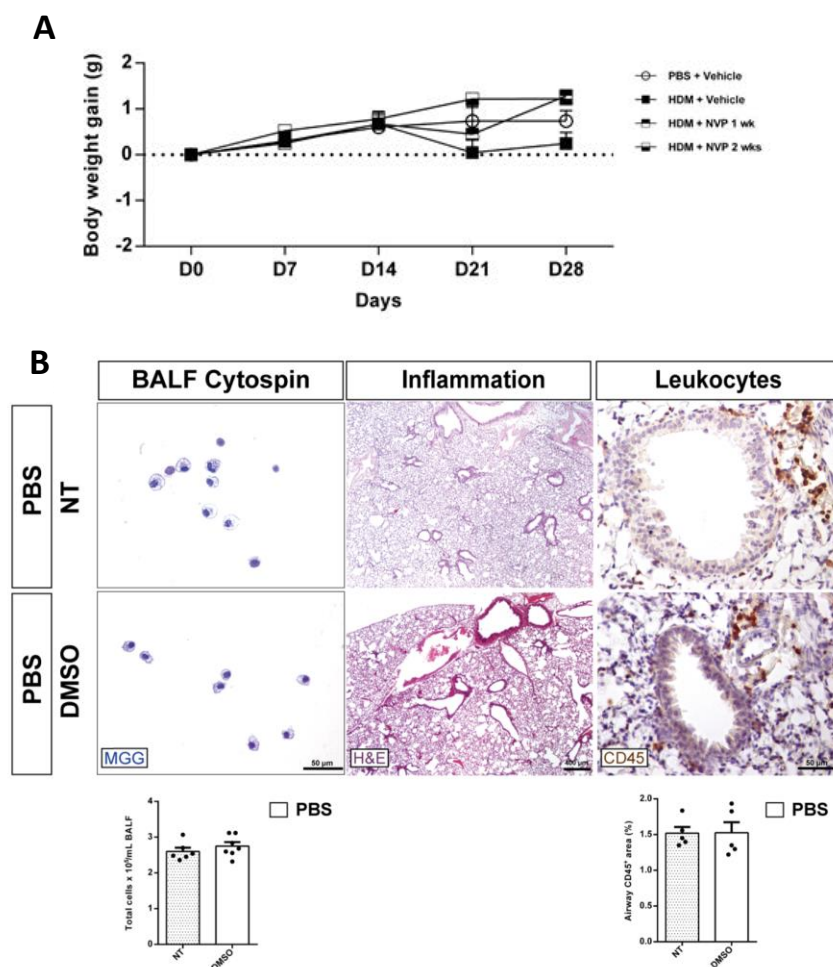 A
Body weight gain (g)
2
1
0
-1
-2
D0 D7 D14 D21 D28
Days
PBS + Vehicle
HDM + Vehicle
HDM + NVP 1 wk
HDM + NVP 2 wks
B
BALF Cytospin Inflammation Leukocytes
PBS
NT
PBS
DMSO
MGG
50 µm
H&E
CD45
50 µm
Total cells x 10⁵/mL BALF
4
3
2
1
0
NT
DMSO
PBS
Airway CD45⁺ area (%)
2.0
1.5
1.0
0.5
0.0
NT
DMSO
PBS